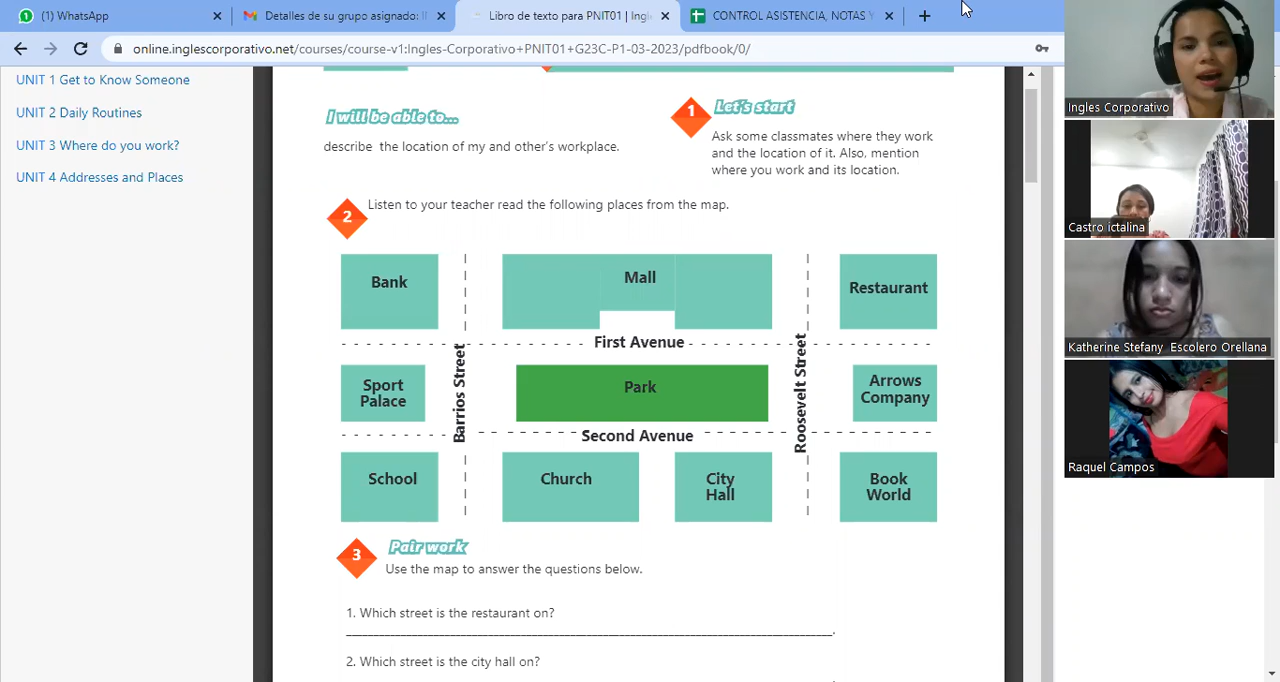 WhatsApp
Detalles de su grupo asignado: I
Libro de texto para PNIT01 | Ingl
CONTROL ASISTENCIA, NOTAS Y
online.inglescorporativo.net/courses/course-v1:Ingles-Corporativo+PNIT01+G23C-P1-03-2023/pdfbook/0/
UNIT 1 Get to Know Someone
UNIT 2 Daily Routines
UNIT 3 Where do you work?
UNIT 4 Addresses and Places
I will be able to...
describe the location of my and other's workplace.
1
Let's start
Ask some classmates where they work
and the location of it. Also, mention
where you work and its location.
2
Listen to your teacher read the following places from the map.
Bank
Mall
Restaurant
First Avenue
Barrios Street
Roosevelt Street
Sport
Palace
Park
Arrows
Company
Second Avenue
School
Church
City
Hall
Book
World
3
Pair work
Use the map to answer the questions below.
1. Which street is the restaurant on?
2. Which street is the city hall on?
Ingles Corporativo
Castro ictalina
Katherine Stefany Escolero Orellana
Raquel Campos